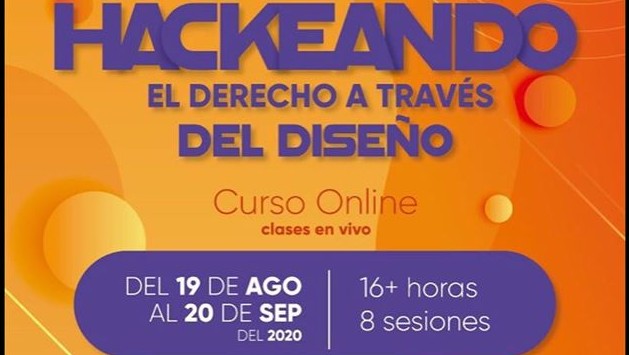 HACKEANDO
EL DERECHO A TRAVÉS
DEL DISEÑO
Curso Online
clases en vivo
DEL 19 DE AGO
AL 20 DE SEP
DEL 2020
16+ horas
8 sesiones